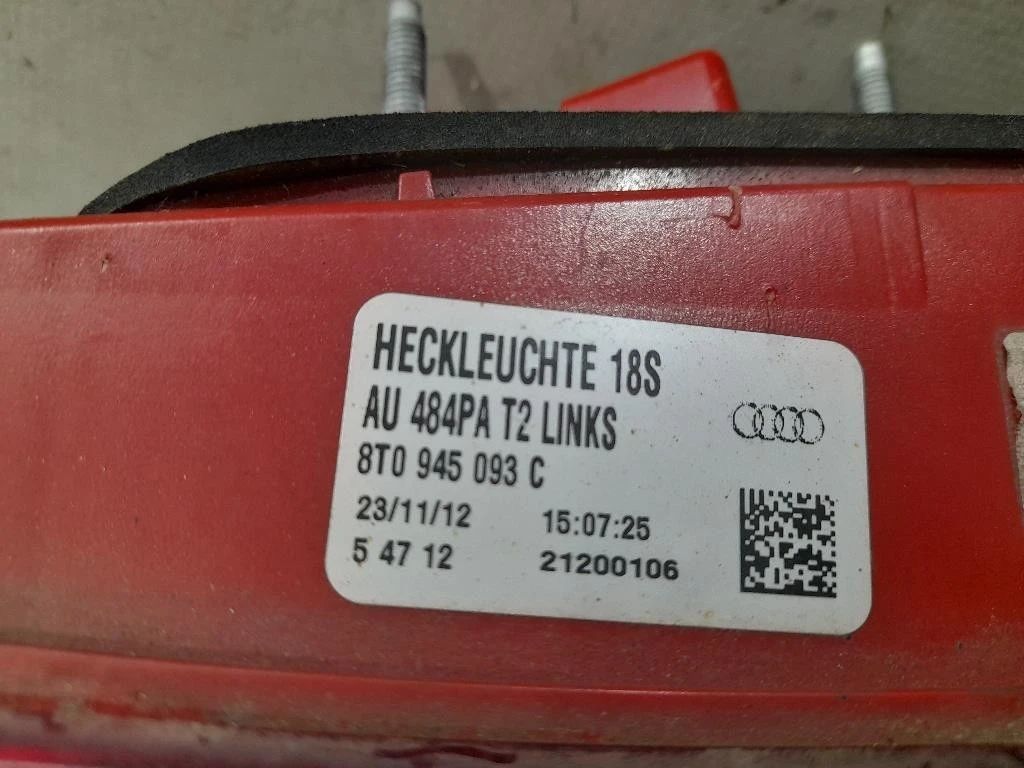 HECKLEUCHTE 18S
AU 484PA T2 LINKS
8T0 945 093 C
23/11/12 15:07:25
5 47 12 21200106